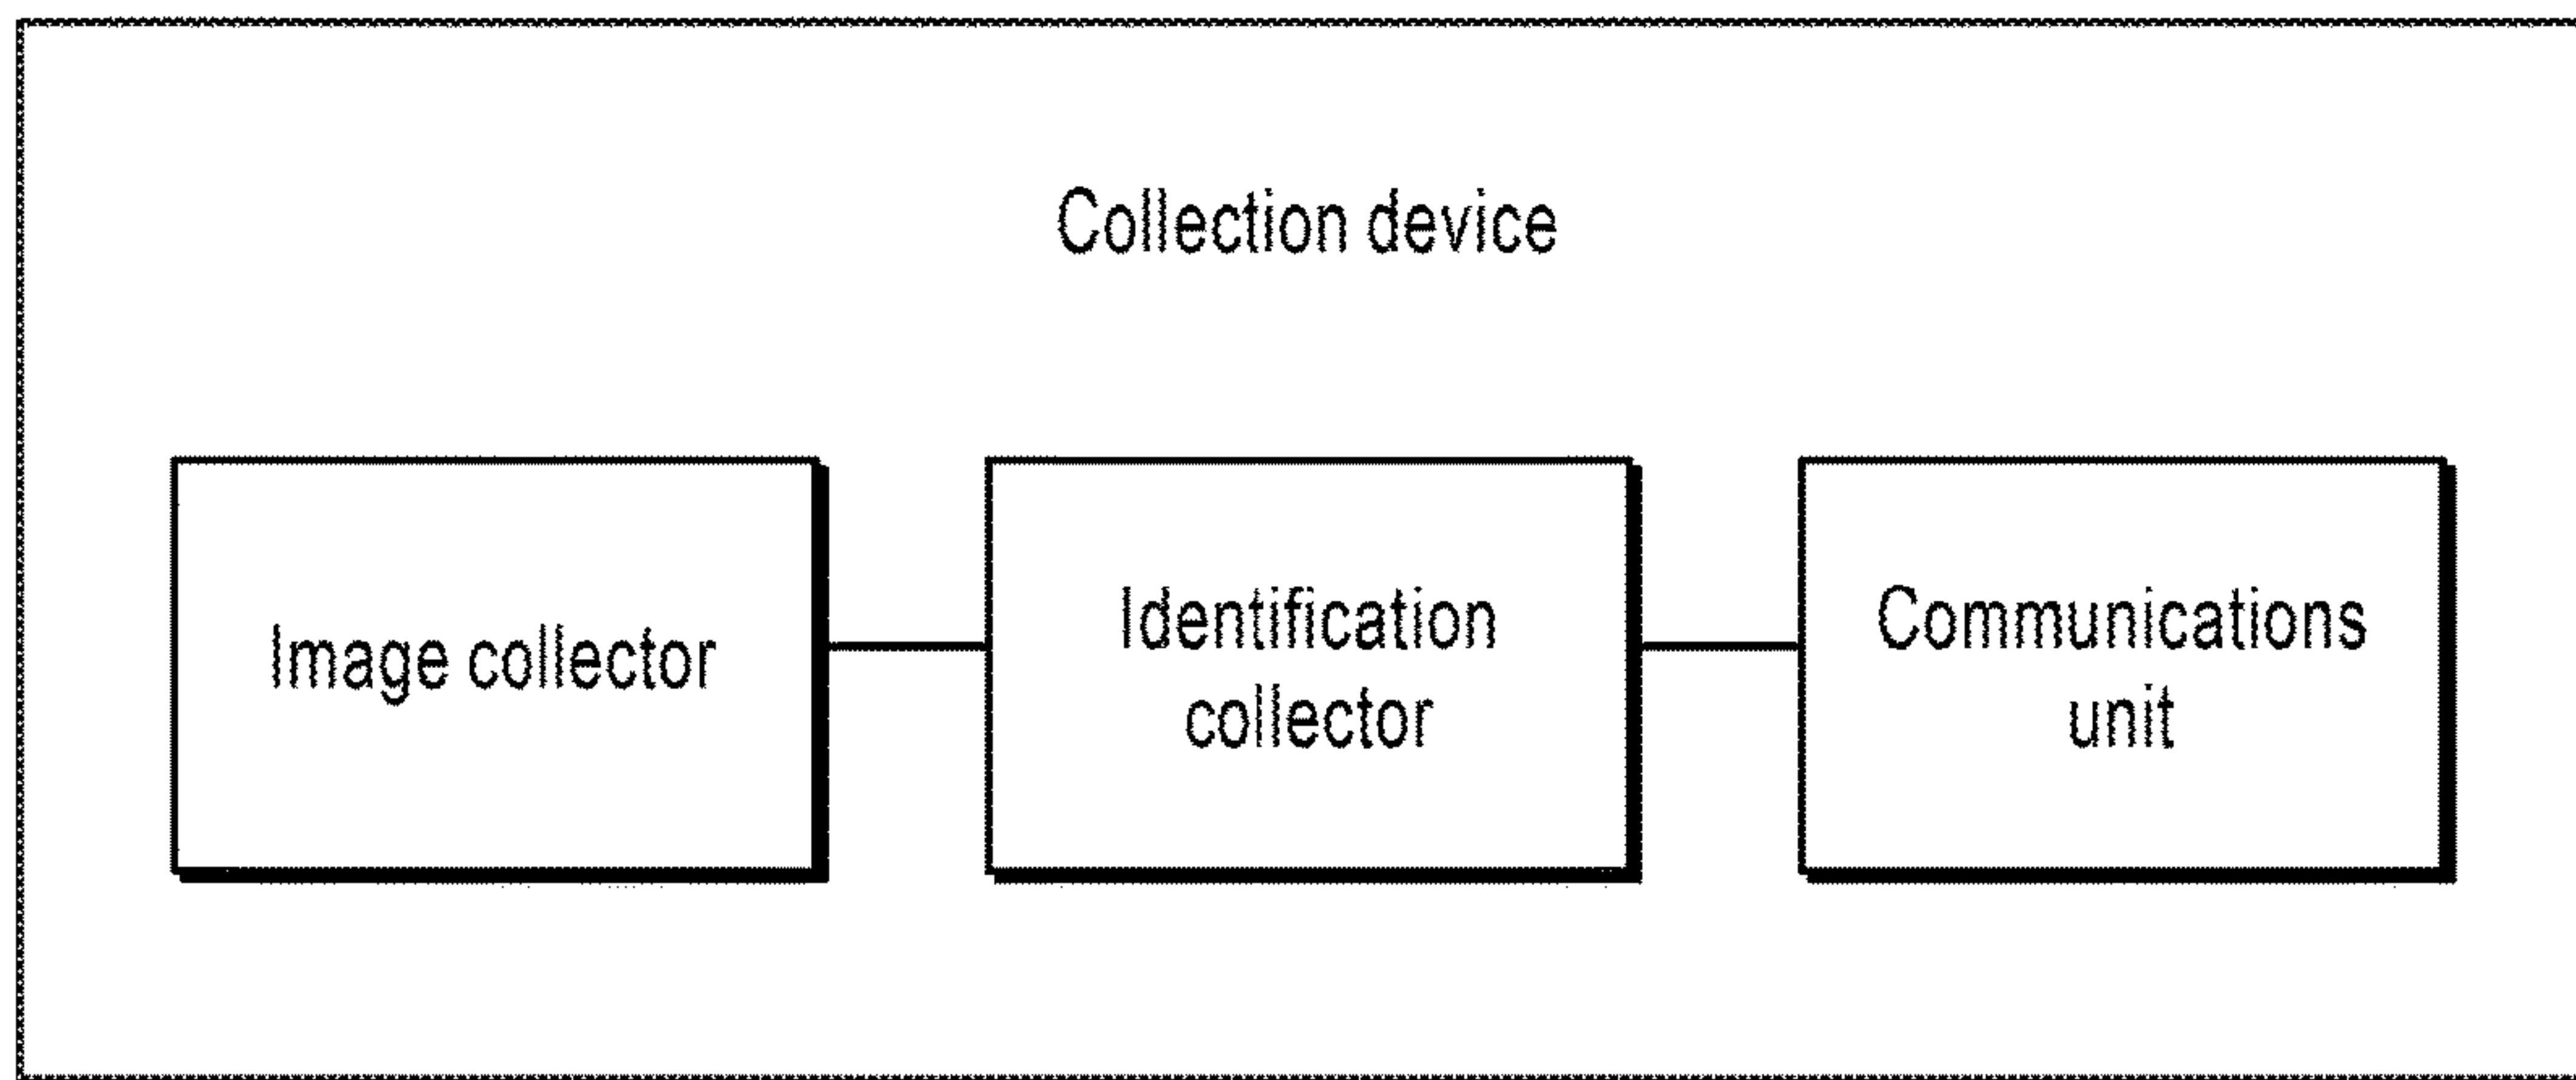 Collection device
Image collector
Identification
collector
Communications
unit